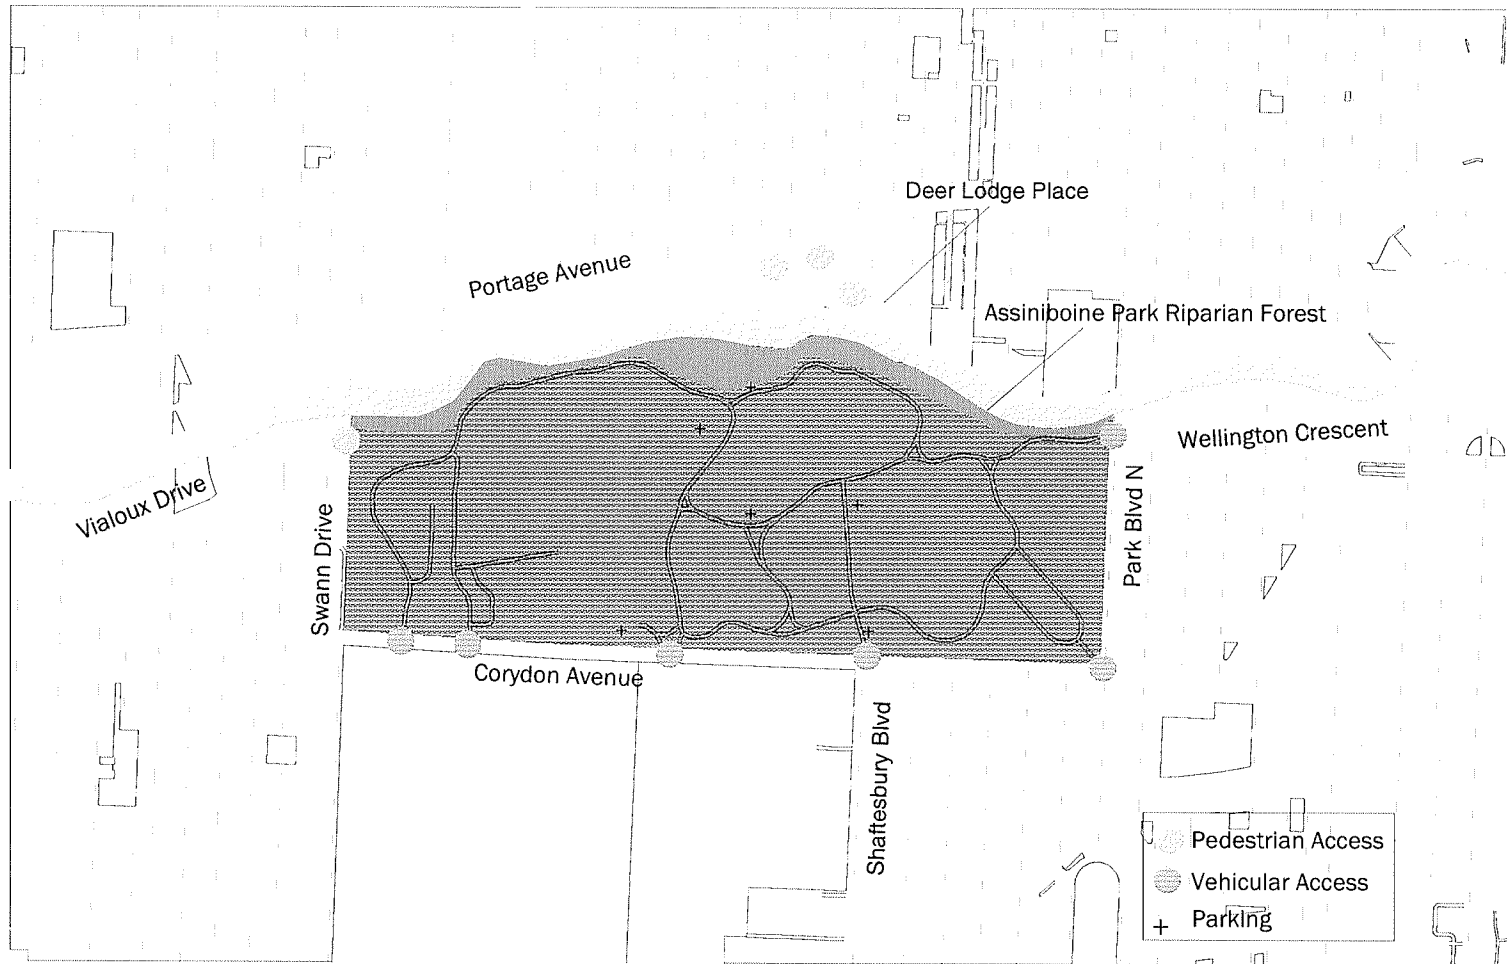 Deer Lodge Place
Portage Avenue
Assiniboine Park Riparian Forest
Wellington Crescent
Vialoux Drive
Swann Drive
Park Blvd N
Corydon Avenue
Shaftesbury Blvd
Pedestrian Access
Vehicular Access
+ Parking